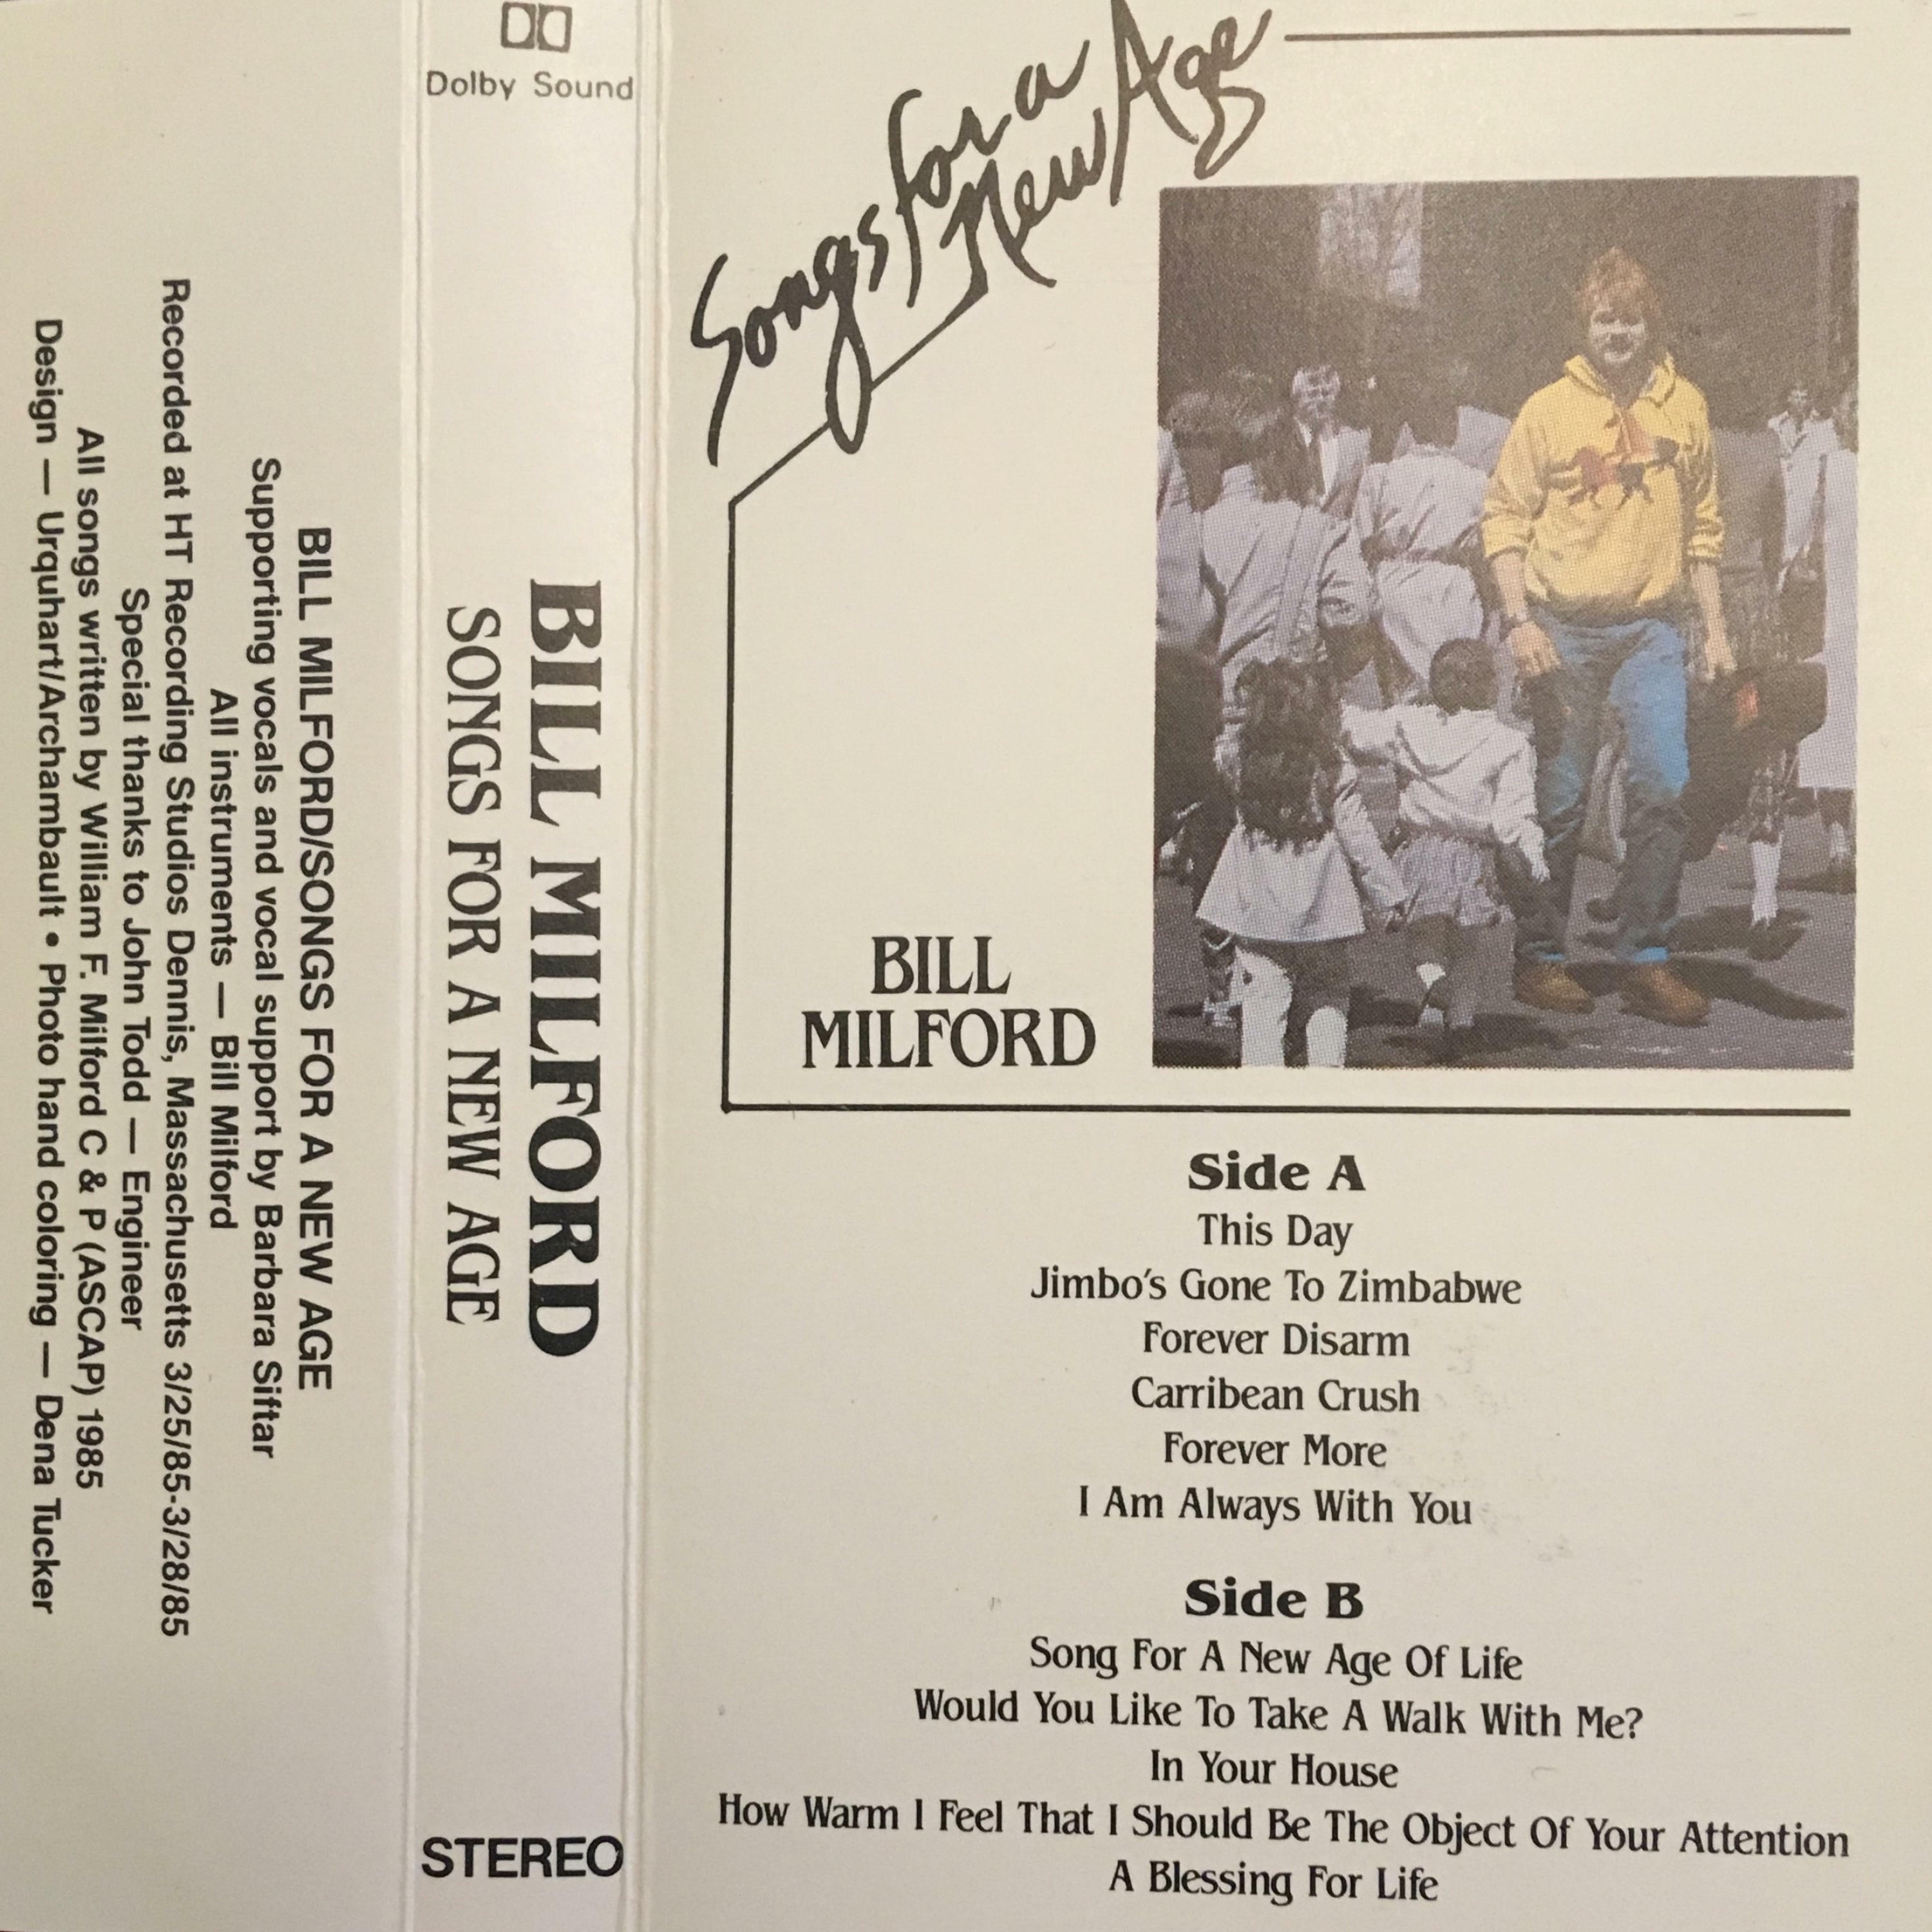 BILL MILFORD/SONGS FOR A NEW AGE
Supporting vocals and vocal support by Barbara Siftar
All instruments — Bill Milford
Recorded at HT Recording Studios Dennis, Massachusetts 3/25/85-3/28/85
Special thanks to John Todd — Engineer
All songs written by William F. Milford C & P (ASCAP) 1985
Design — Urquhart/Archambault • Photo hand coloring — Dena Tucker
Dolby Sound
BILL MILFORD
SONGS FOR A NEW AGE
STEREO
Songs for a
New Age
BILL
MILFORD
Side A
This Day
Jimbo's Gone To Zimbabwe
Forever Disarm
Carribean Crush
Forever More
I Am Always With You
Side B
Song For A New Age Of Life
Would You Like To Take A Walk With Me?
In Your House
How Warm I Feel That I Should Be The Object Of Your Attention
A Blessing For Life